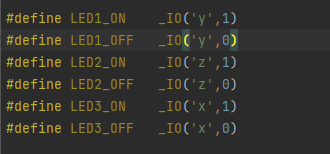 #define LED1_ON    _IO('y',1)
#define LED1_OFF   _IO('y',0)
#define LED2_ON    _IO('z',1)
#define LED2_OFF   _IO('z',0)
#define LED3_ON    _IO('x',1)
#define LED3_OFF   _IO('x',0)